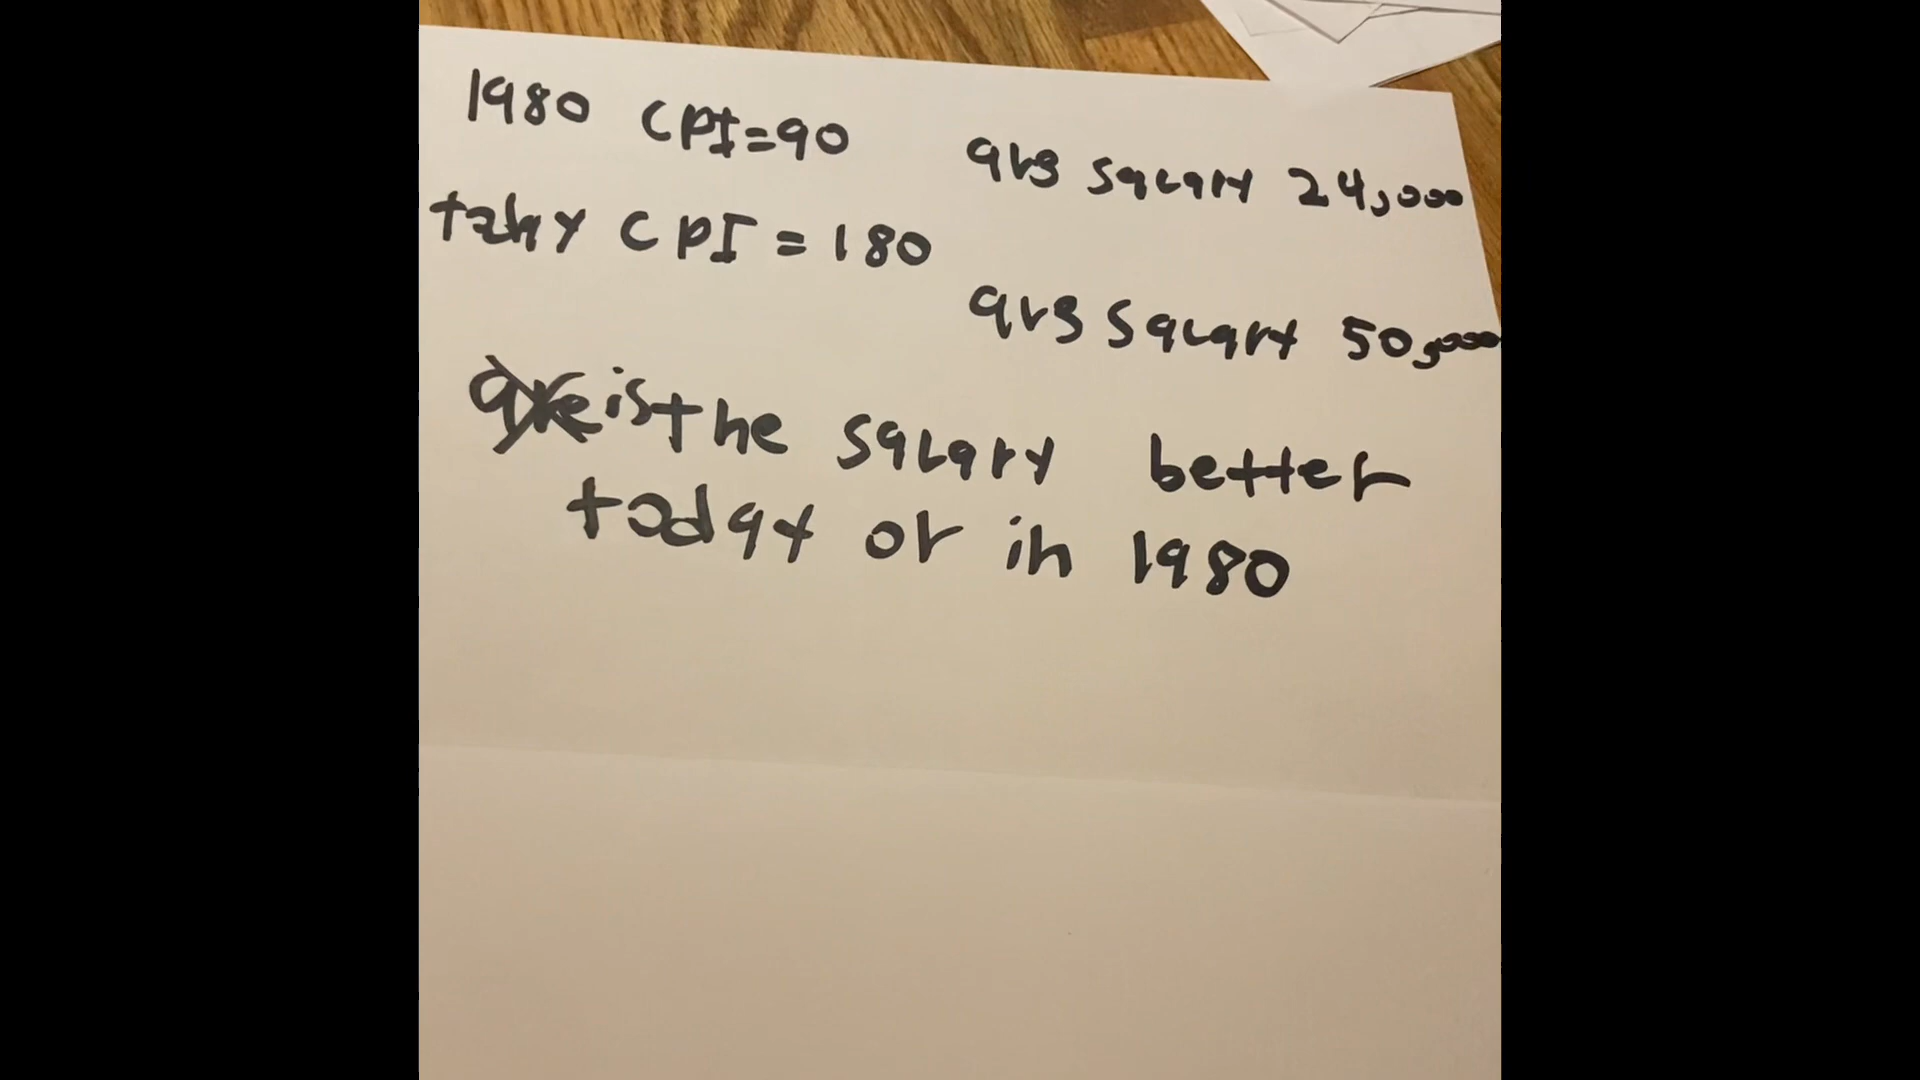 1980 CPI=90 avg salary 24,000
today CPI = 180
avg salary 50,000
is the salary better
today or in 1980